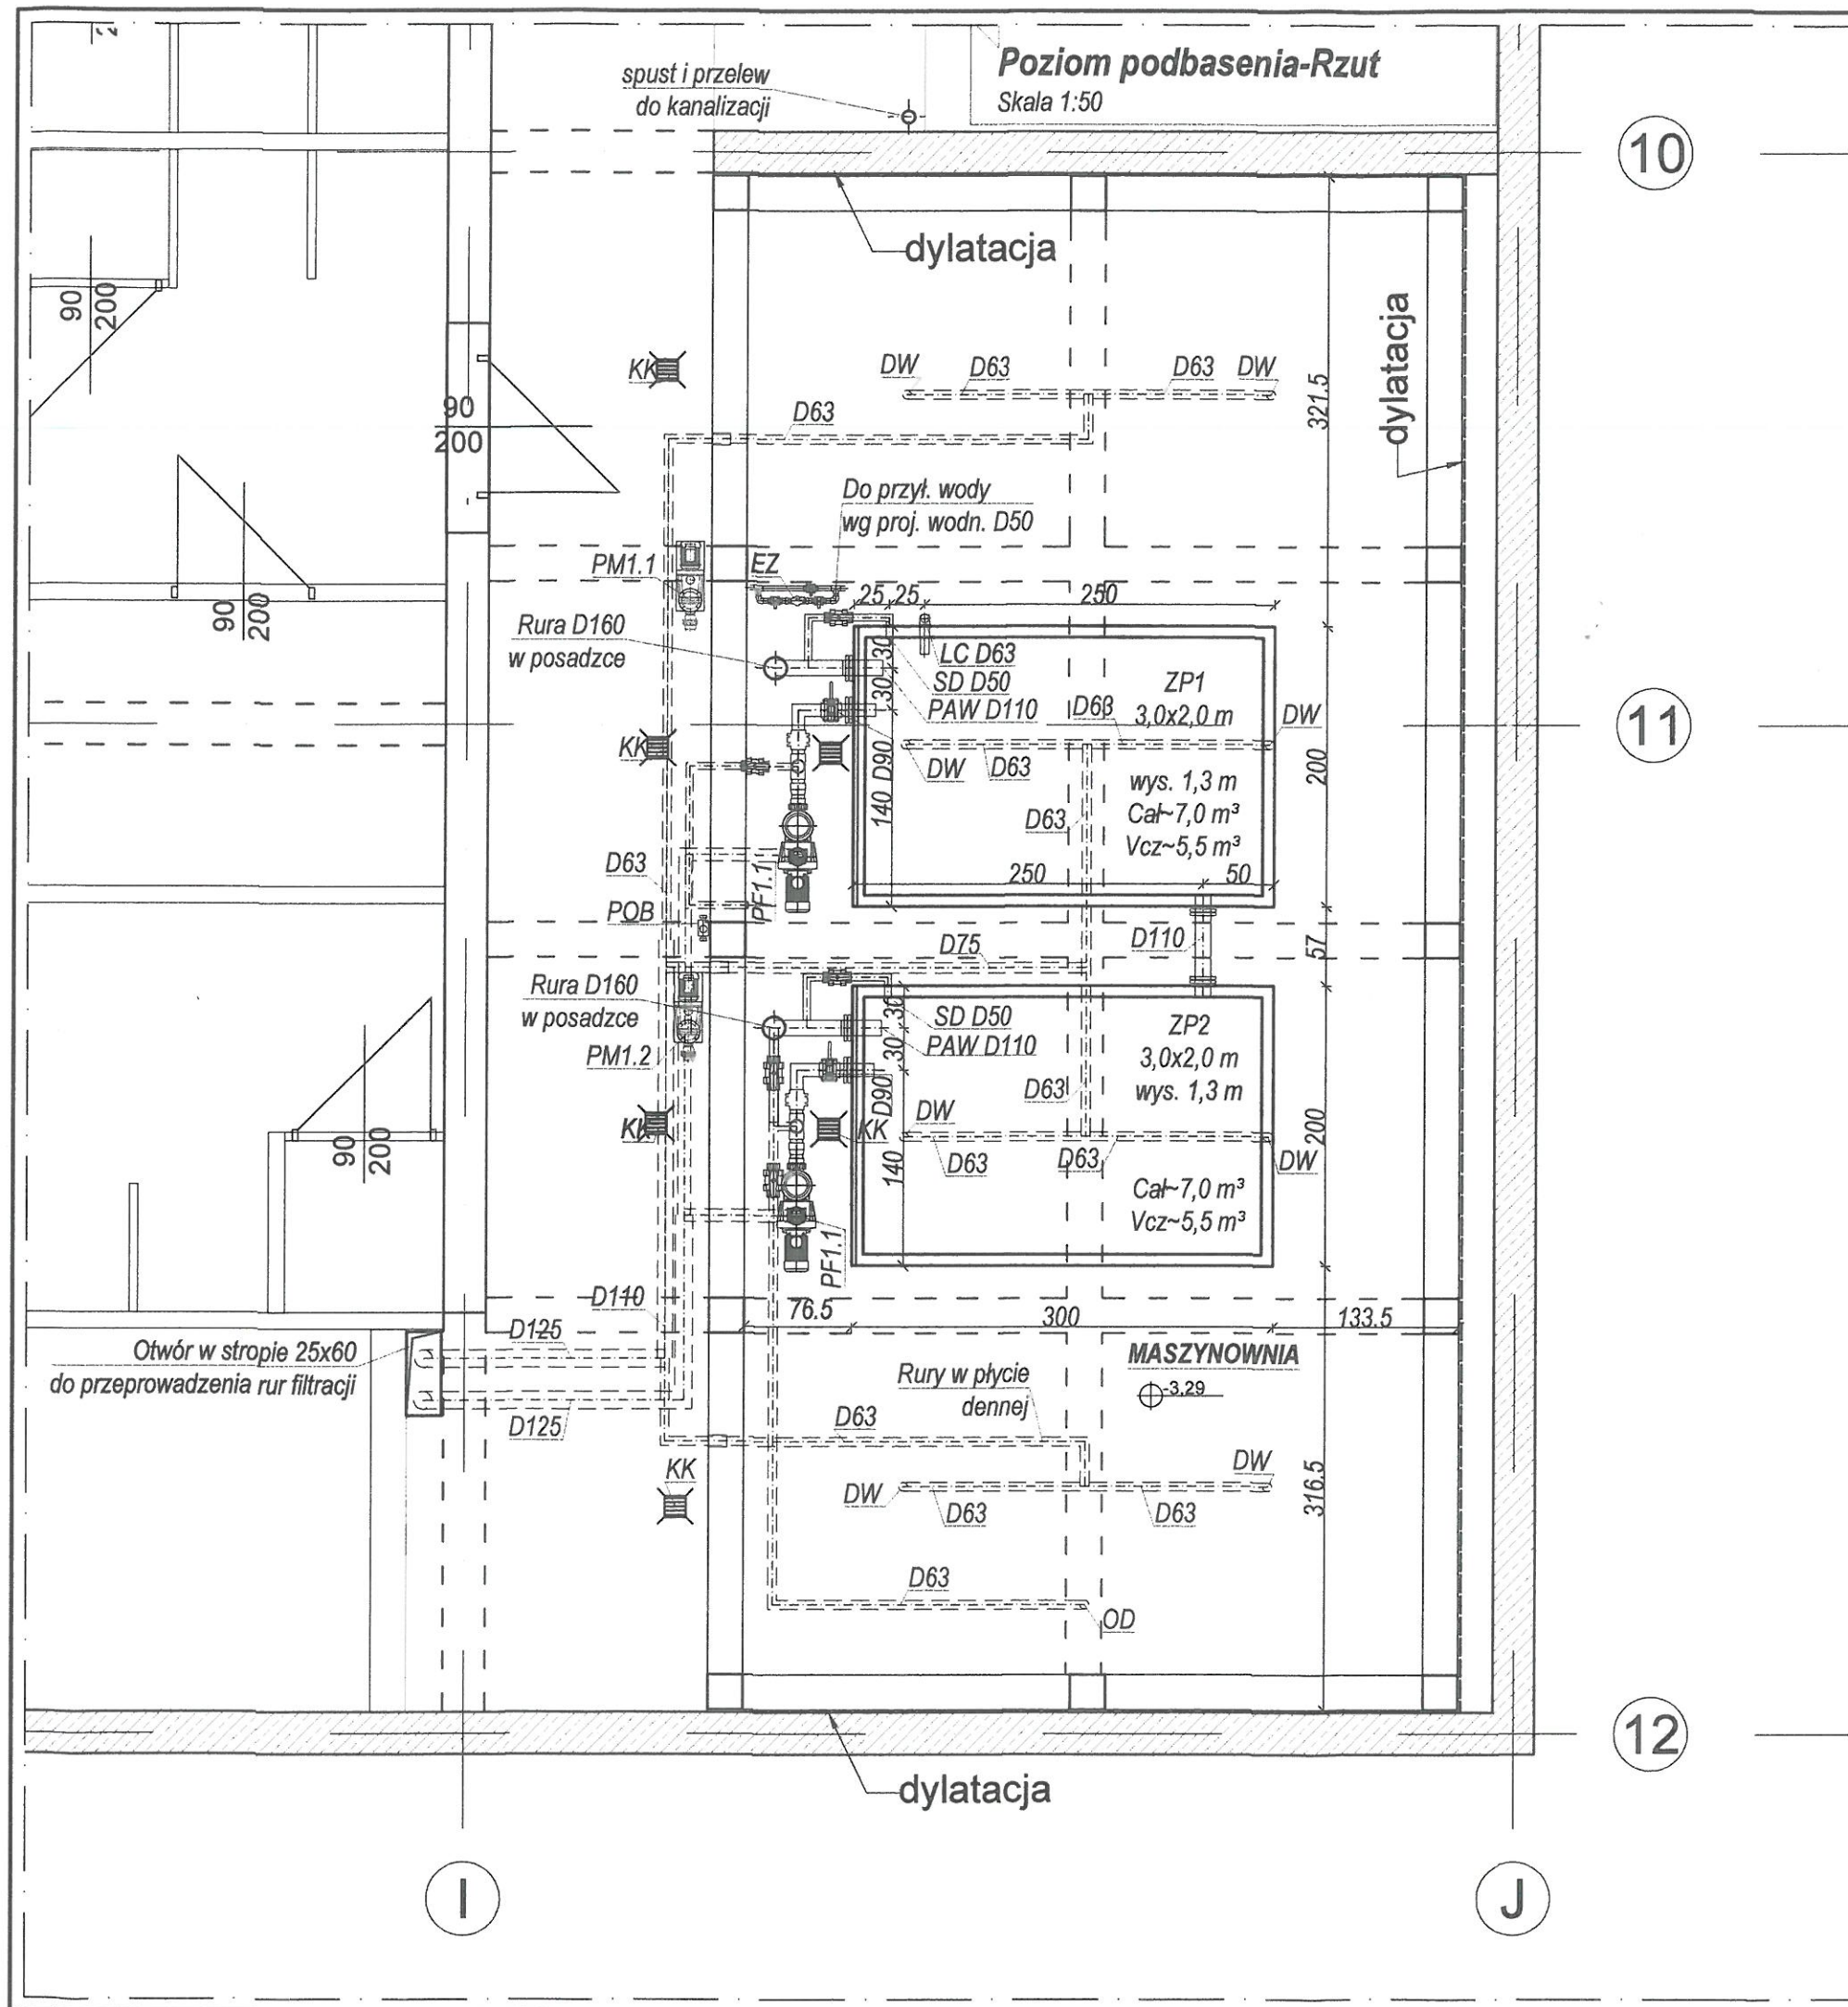 Poziom podbasenia-Rzut
Skala 1:50
spust i przelew
do kanalizacji
10
dylatacja
90
200
dylatacja
KK
DW
D63
D63
DW
321.5
90
200
D63
Do przył. wody
wg proj. wodn. D50
PM1.1
EZ
90
200
25
25
250
Rura D160
w posadzce
30
LC D63
SD D50
30
PAW D110
ZP1
3,0x2,0 m
D63
DW
11
KK
D90
DW
D63
wys. 1,3 m
Cał~7,0 m³
Vcz~5,5 m³
200
140
D63
D63
250
50
PF1.1
POB
D75
D110
57
Rura D160
w posadzce
30
SD D50
ZP2
3,0x2,0 m
wys. 1,3 m
PM1.2
30
PAW D110
D63
D90
DW
KK
KK
90
200
140
D63
D63
DW
200
Cał~7,0 m³
Vcz~5,5 m³
PF1.1
D110
76.5
300
133.5
D125
Otwór w stropie 25x60
do przeprowadzenia rur filtracji
MASZYNOWNIA
-3,29
Rury w płycie
dennej
D125
D63
KK
DW
DW
D63
D63
316.5
D63
OD
12
dylatacja
I
J